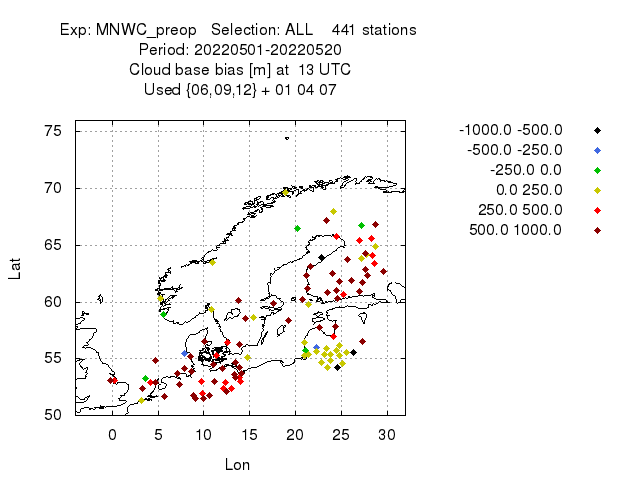 Exp: MNWC_preop   Selection: ALL    441 stations
Period: 20220501-20220520
Cloud base bias [m] at  13 UTC
Used {06,09,12} + 01 04 07
-1000.0 -500.0
-500.0 -250.0
-250.0 0.0
0.0 250.0
250.0 500.0
500.0 1000.0
75
70
65
60
55
50
Lat
0 5 10 15 20 25 30
Lon